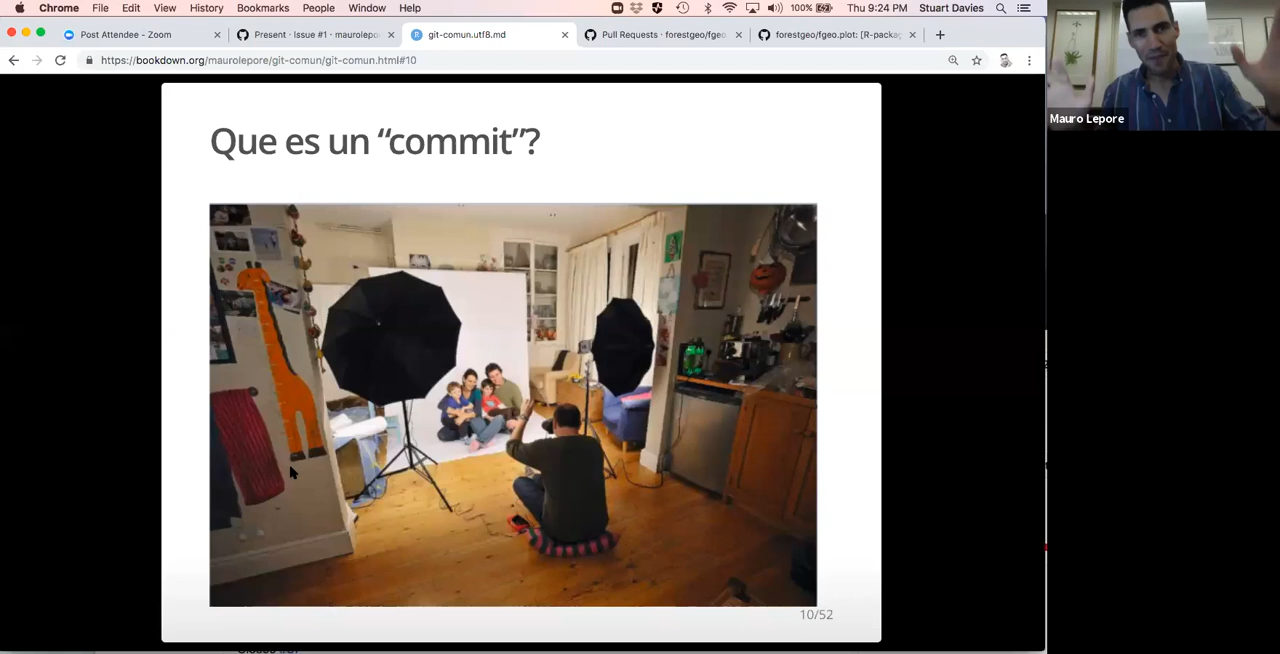 Chrome File Edit View History Bookmarks People Window Help 100% Thu 9:24 PM Stuart Davies
Post Attendee - Zoom
Present · Issue #1 · maurolepo
git-comun.utf8.md
Pull Requests · forestgeo/fgeo
forestgeo/fgeo.plot: [R-packag
https://bookdown.org/maurolepore/git-comun/git-comun.html#10
Mauro Lepore
Que es un “commit”?
10/52